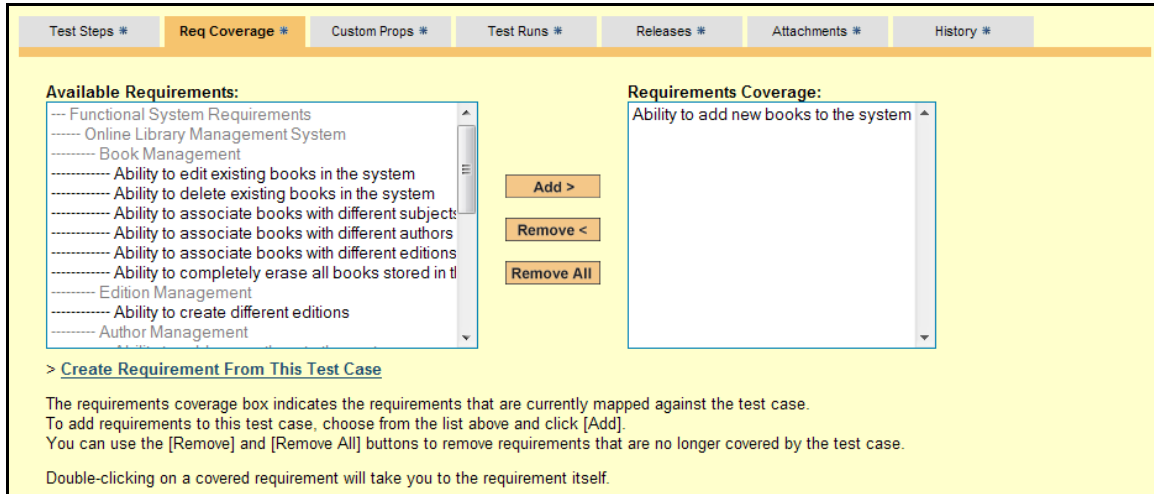 Test Steps * Req Coverage * Custom Props * Test Runs * Releases * Attachments * History *
Available Requirements:
--- Functional System Requirements
------ Online Library Management System
--------- Book Management
------------ Ability to edit existing books in the system
------------ Ability to delete existing books in the system
------------ Ability to associate books with different subjects
------------ Ability to associate books with different authors
------------ Ability to associate books with different editions
------------ Ability to completely erase all books stored in
--------- Edition Management
------------ Ability to create different editions
--------- Author Management
Add >
Remove <
Remove All
Requirements Coverage:
Ability to add new books to the system
> Create Requirement From This Test Case
The requirements coverage box indicates the requirements that are currently mapped against the test case.
To add requirements to this test case, choose from the list above and click [Add].
You can use the [Remove] and [Remove All] buttons to remove requirements that are no longer covered by the test case.
Double-clicking on a covered requirement will take you to the requirement itself.